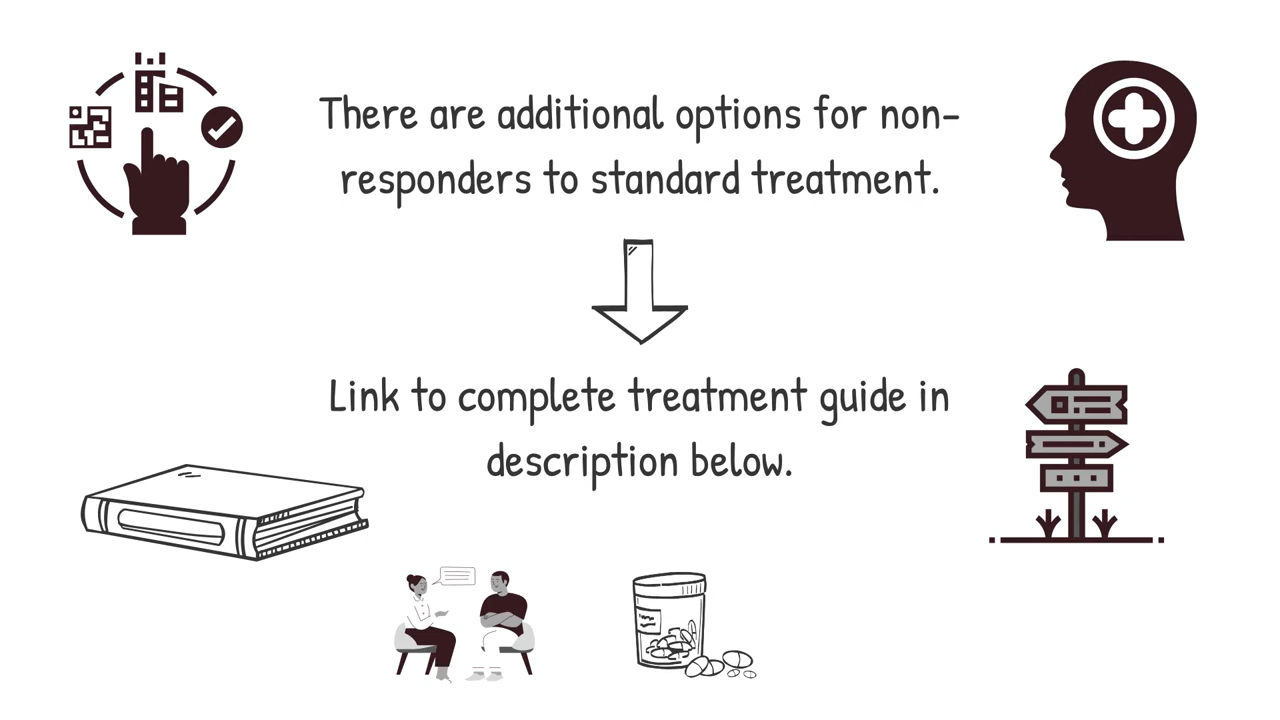 There are additional options for non-
responders to standard treatment.
Link to complete treatment guide in
description below.